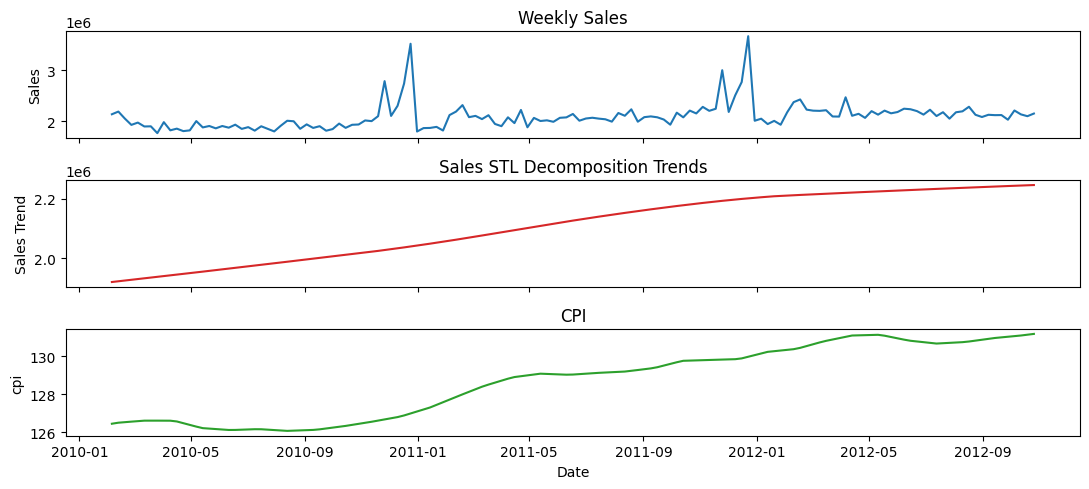 Weekly Sales
1e6
Sales
3
2
Sales STL Decomposition Trends
1e6
Sales Trend
2.2
2.0
CPI
cpi
130
128
126
2010-01 2010-05 2010-09 2011-01 2011-05 2011-09 2012-01 2012-05 2012-09
Date